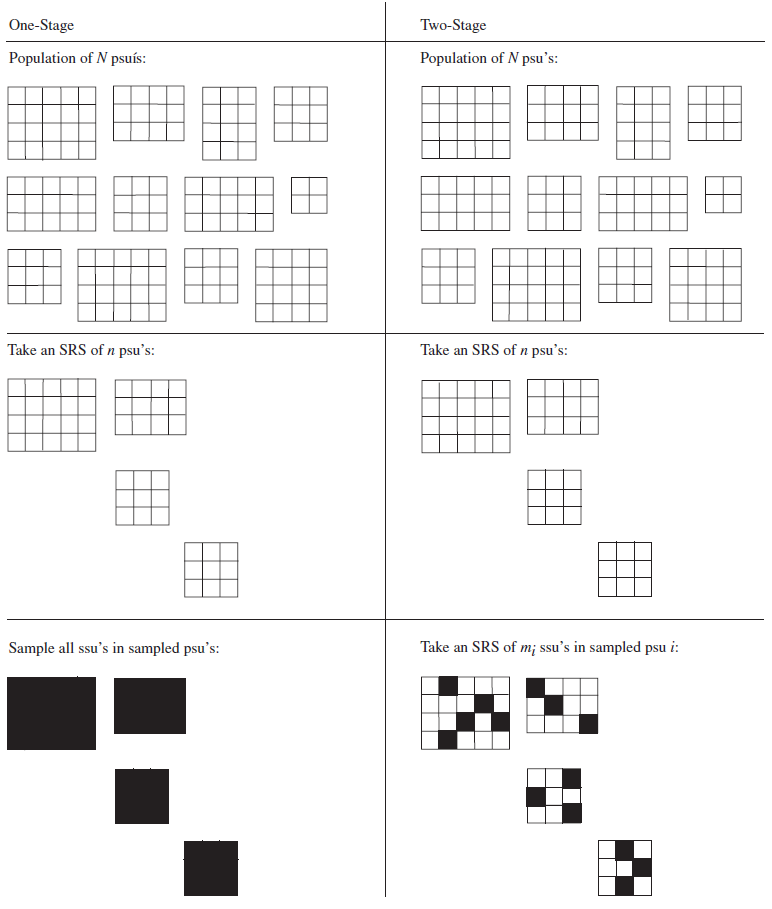 One-Stage
Two-Stage
Population of N psuís:
Population of N psu’s:
Take an SRS of n psu’s:
Take an SRS of n psu’s:
Sample all ssu’s in sampled psu’s:
Take an SRS of mi ssu’s in sampled psu i: